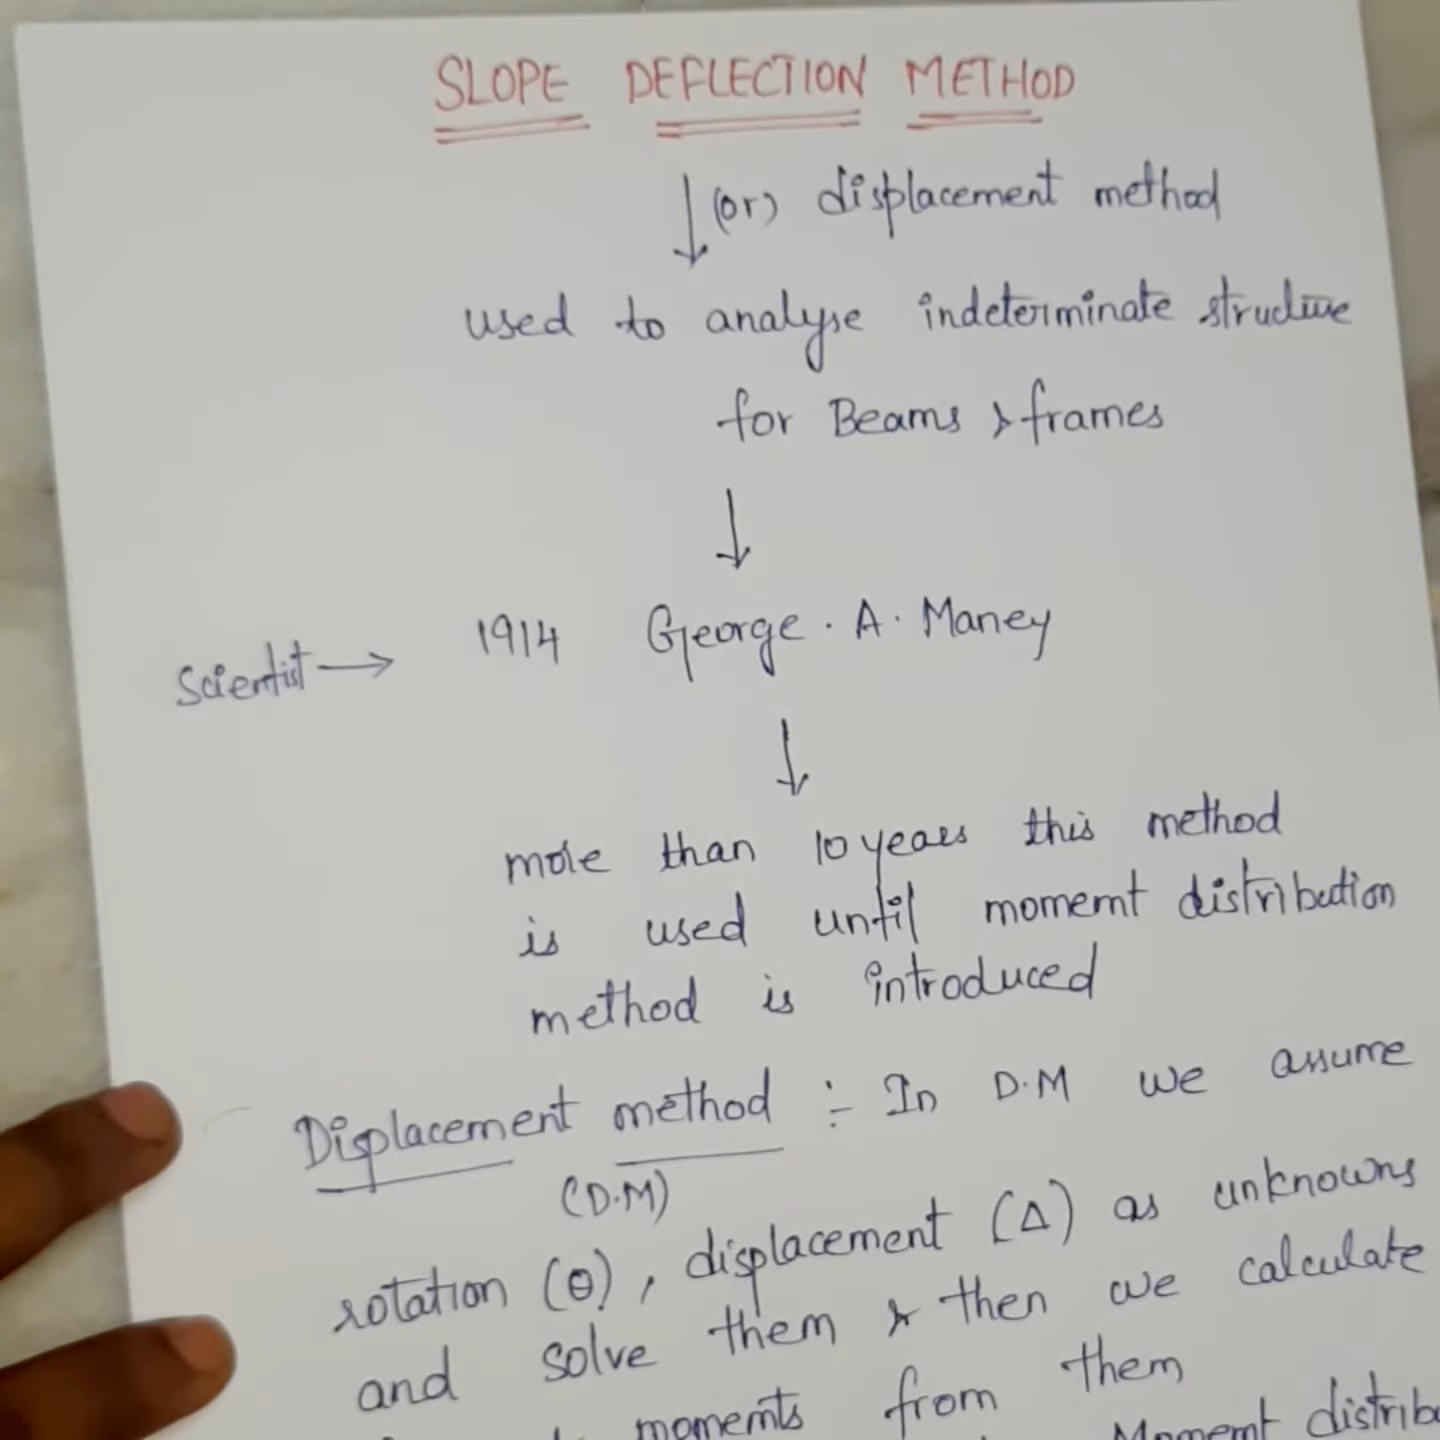 SLOPE DEFLECTION METHOD
↓ (or) displacement method
used to analyse indeterminate structure
for Beams & frames
↓
Scientist → 1914 George. A. Maney
↓
more than 10 years this method
is used until moment distribution
method is introduced
Displacement method :- In D.M we assume
(D.M)
rotation (θ), displacement (Δ) as unknowns
and solve them & then we calculate
moments from them
Moment distrib